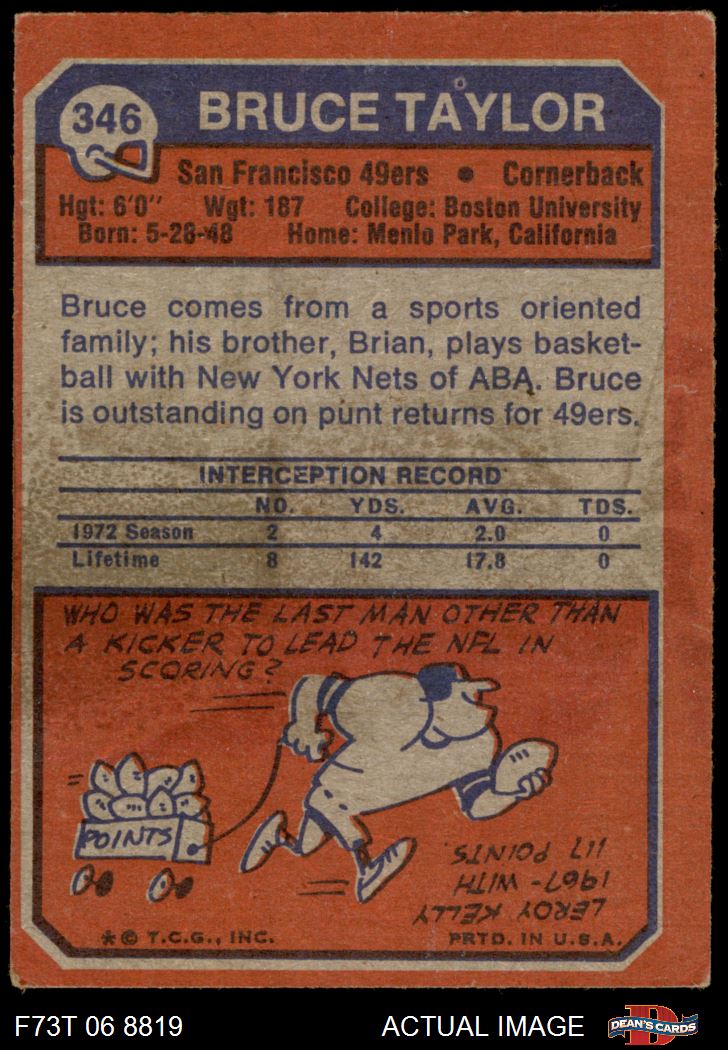 346
BRUCE TAYLOR
San Francisco 49ers • Cornerback
Hgt: 6'0" Wgt: 187 College: Boston University
Born: 5-28-48 Home: Menlo Park, California
Bruce comes from a sports oriented
family; his brother, Brian, plays basket-
ball with New York Nets of ABA. Bruce
is outstanding on punt returns for 49ers.
INTERCEPTION RECORD
NO. YDS. AVG. TDS.
1972 Season 2 4 2.0 0
Lifetime 8 142 17.8 0
WHO WAS THE LAST MAN OTHER THAN
A KICKER TO LEAD THE NFL IN
SCORING?
POINTS
LEROY KELLY
1967-WITH
117 POINTS.
* © T.C.G., INC. PRTD. IN U.S.A.
F73T 06 8819 ACTUAL IMAGE
D
DEAN'S CARDS